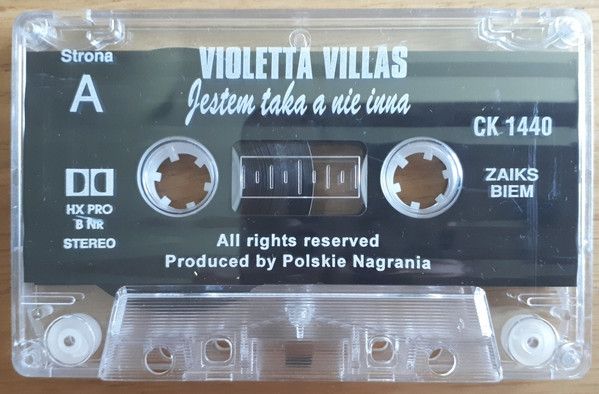 Strona
A
VIOLETTA VILLAS
Jestem taka a nie inna
CK 1440
HX PRO
B NR
STEREO
ZAIKS
BIEM
All rights reserved
Produced by Polskie Nagrania